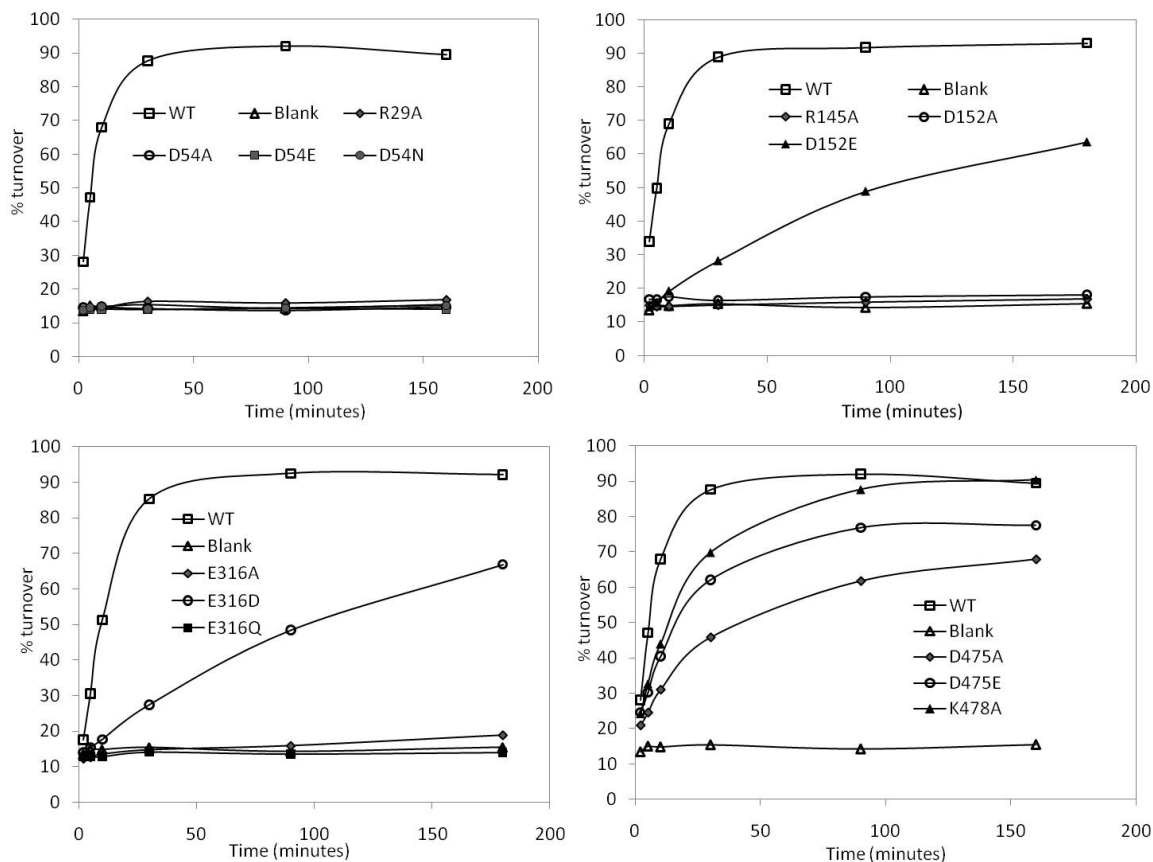 100
90
80
70
60
50
40
30
20
10
0
% turnover
WT Blank R29A
D54A D54E D54N
0 50 100 150 200
Time (minutes)
100
90
80
70
60
50
40
30
20
10
0
% turnover
WT Blank
R145A D152A
D152E
0 50 100 150 200
Time (minutes)
100
90
80
70
60
50
40
30
20
10
0
% turnover
WT
Blank
E316A
E316D
E316Q
0 50 100 150 200
Time (minutes)
100
90
80
70
60
50
40
30
20
10
0
% turnover
WT
Blank
D475A
D475E
K478A
0 50 100 150 200
Time (minutes)